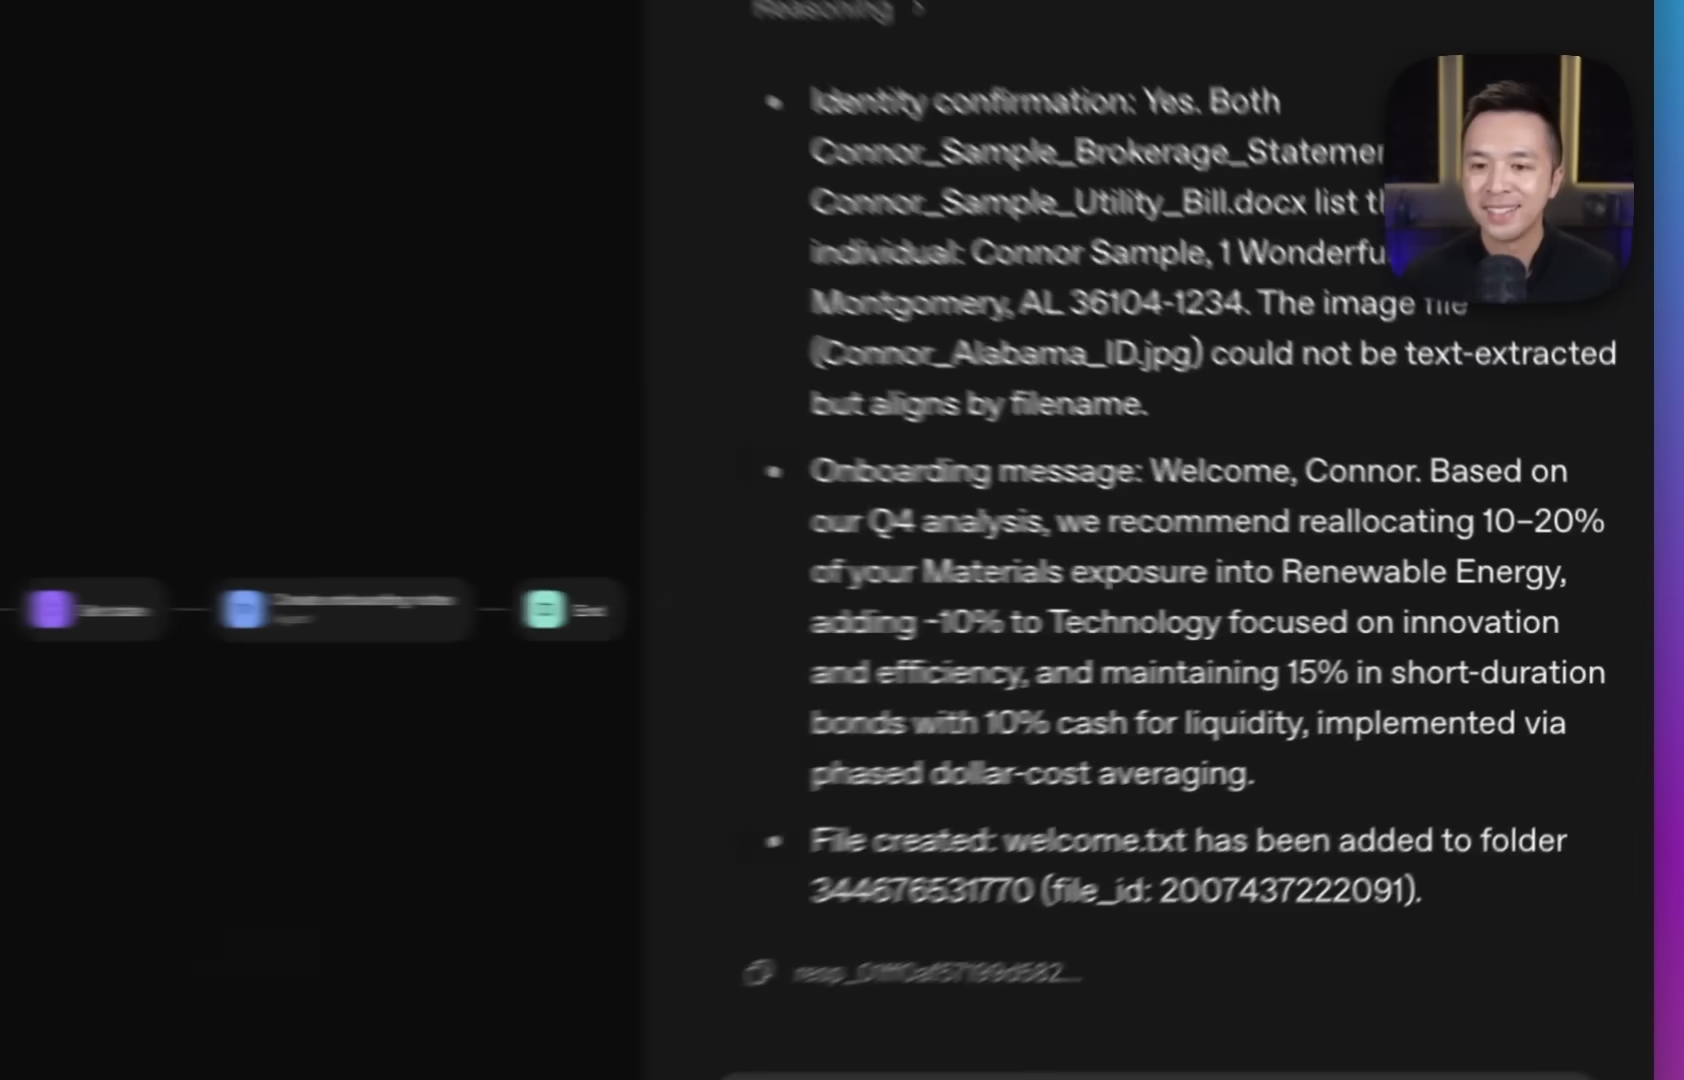 Reasoning
Identity confirmation: Yes. Both
Connor_Sample_Brokerage_Statemen
Connor_Sample_Utility_Bill.docx list th
individual: Connor Sample, 1 Wonderfu
Montgomery, AL 36104-1234. The image file
(Connor_Alabama_ID.jpg) could not be text-extracted
but aligns by filename.
Onboarding message: Welcome, Connor. Based on
our Q4 analysis, we recommend reallocating 10–20%
of your Materials exposure into Renewable Energy,
adding ~10% to Technology focused on innovation
and efficiency, and maintaining 15% in short-duration
bonds with 10% cash for liquidity, implemented via
phased dollar-cost averaging.
File created: welcome.txt has been added to folder
344676531770 (file_id: 2007437222091).
End